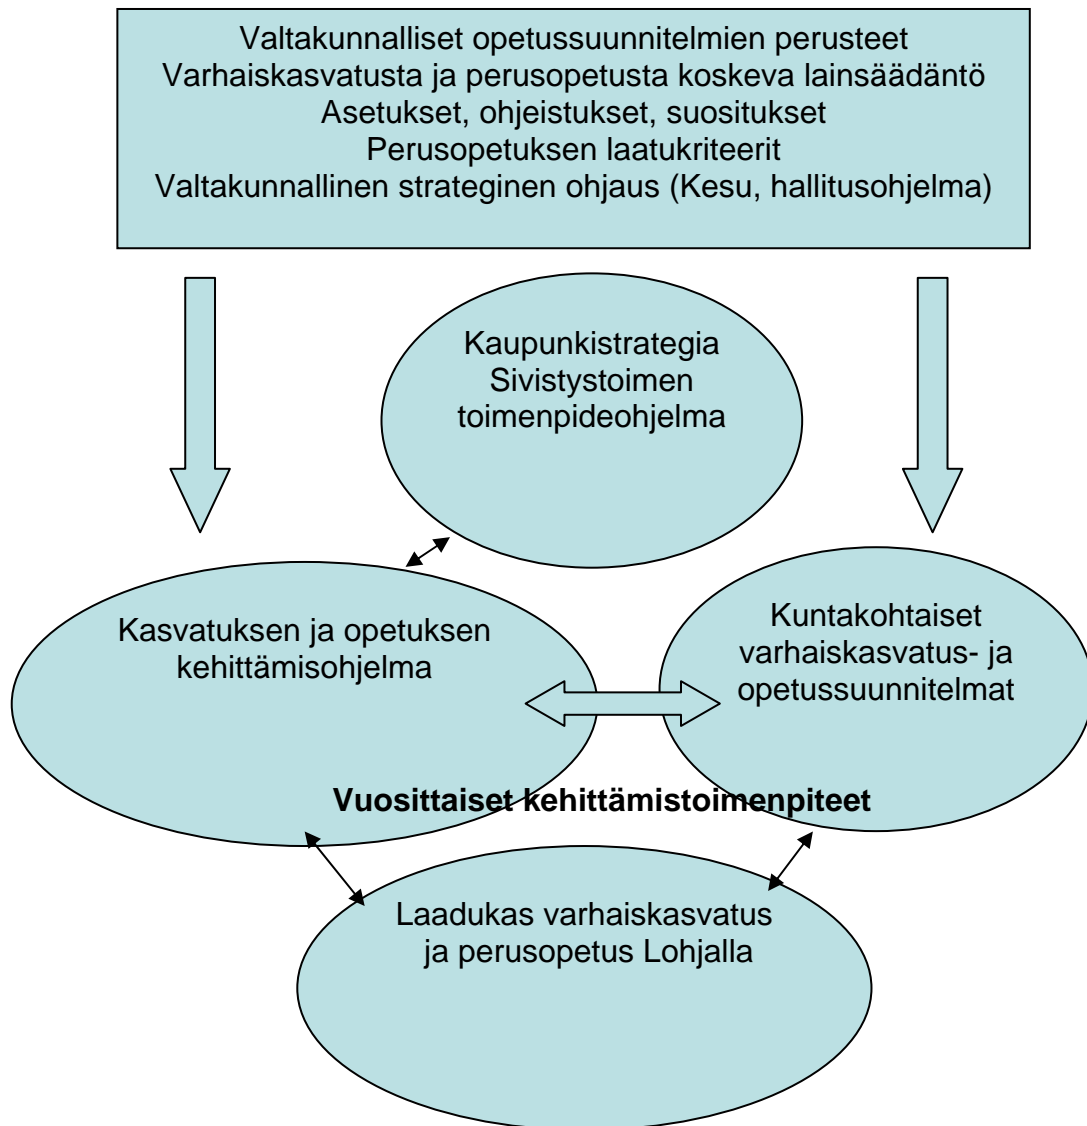 Valtakunnalliset opetussuunnitelmien perusteet
Varhaiskasvatusta ja perusopetusta koskeva lainsäädäntö
Asetukset, ohjeistukset, suositukset
Perusopetuksen laatukriteerit
Valtakunnallinen strateginen ohjaus (Kesu, hallitusohjelma)
Kaupunkistrategia
Sivistystoimen
toimenpideohjelma
Kasvatuksen ja opetuksen
kehittämisohjelma
Kuntakohtaiset
varhaiskasvatus- ja
opetussuunnitelmat
Vuosittaiset kehittämistoimenpiteet
Laadukas varhaiskasvatus
ja perusopetus Lohjalla